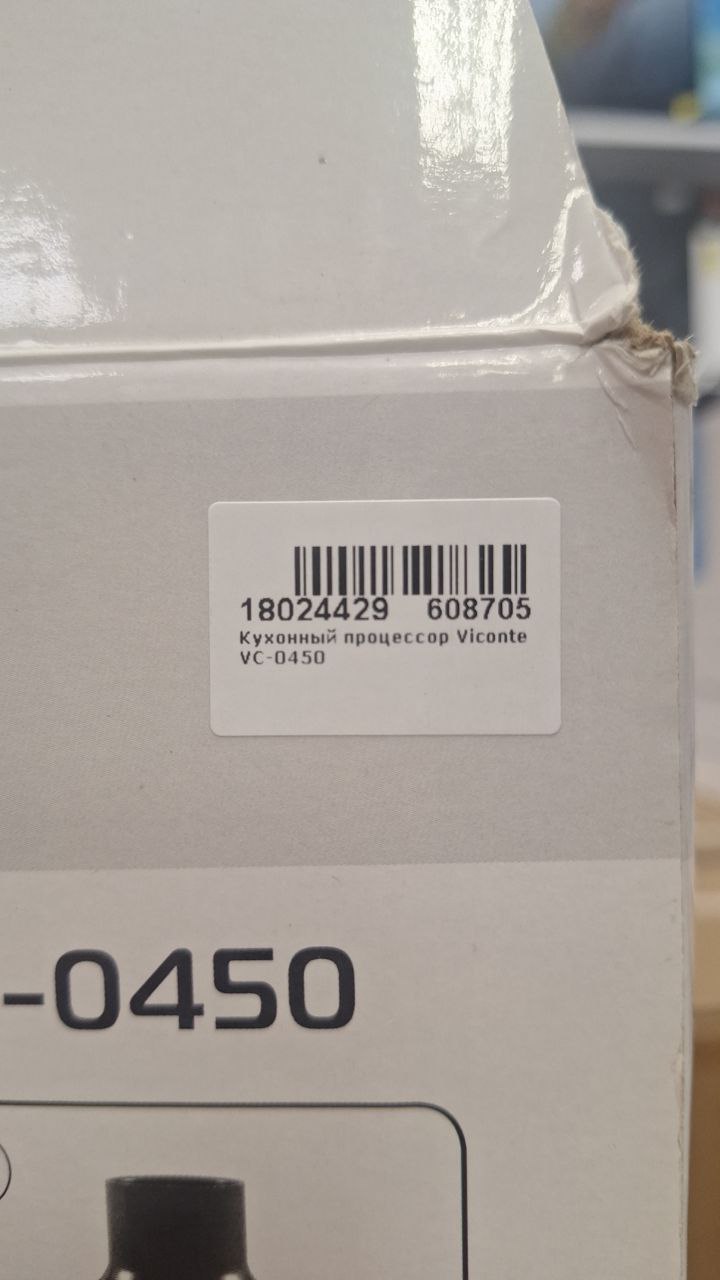 18024429 608705
Кухонный процессор Viconte
VC-0450
-0450